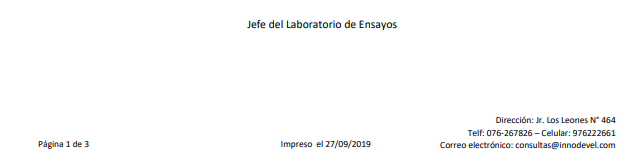 Jefe del Laboratorio de Ensayos
Dirección: Jr. Los Leones N° 464
Telf: 076-267826 – Celular: 976222661
Página 1 de 3
Impreso el 27/09/2019
Correo electrónico: consultas@innodevel.com